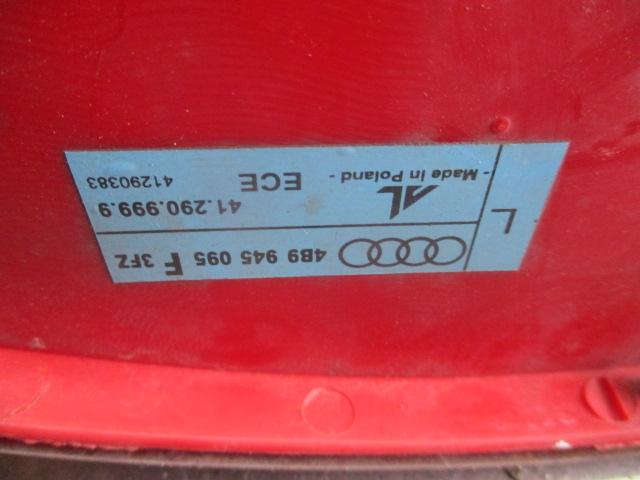 L
4B9 945 095 F 3FZ
AL 41.290.999.9
- Made in Poland - ECE 41290383